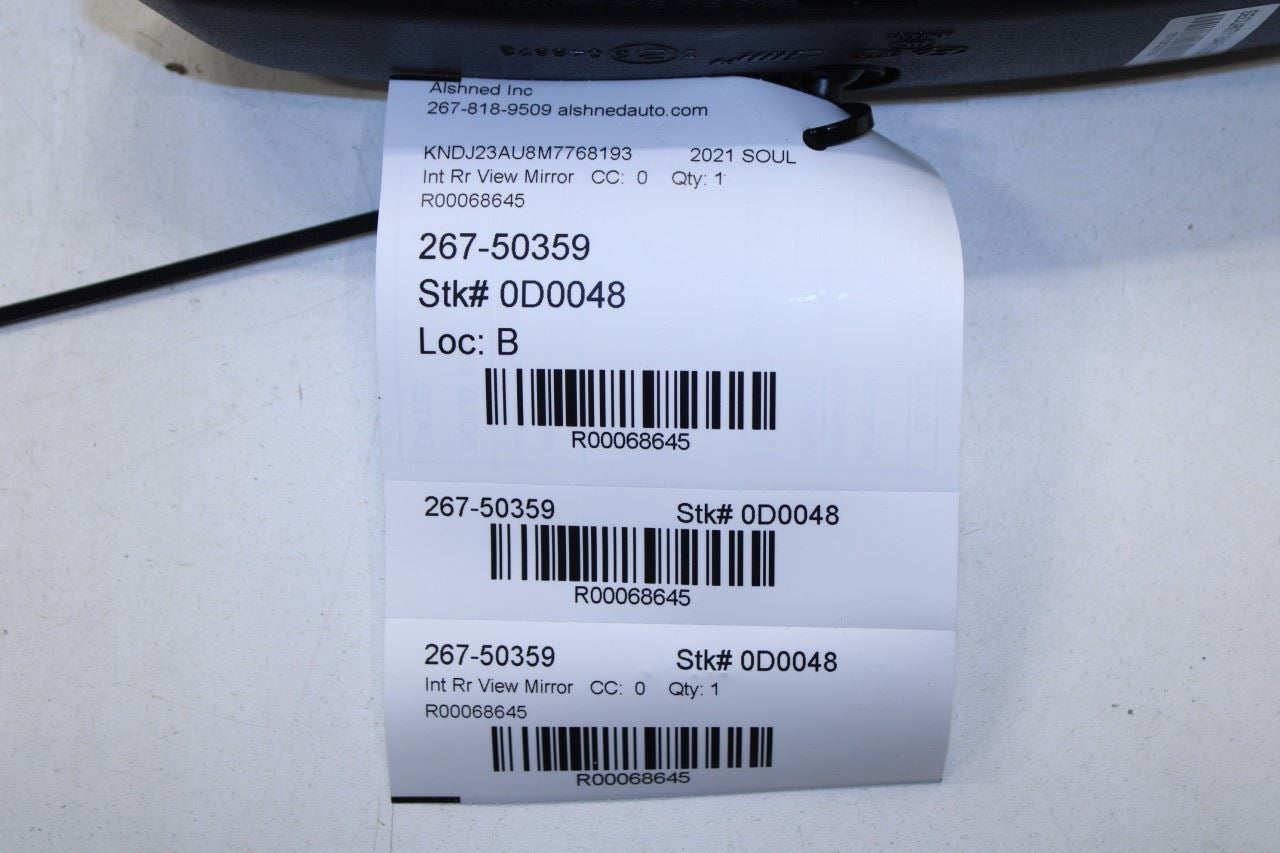 Alshned Inc
267-818-9509 alshnedauto.com
KNDJ23AU8M7768193 2021 SOUL
Int Rr View Mirror CC: 0 Qty: 1
R00068645
267-50359
Stk# 0D0048
Loc: B
R00068645
267-50359 Stk# 0D0048
R00068645
267-50359 Stk# 0D0048
Int Rr View Mirror CC: 0 Qty: 1
R00068645
R00068645